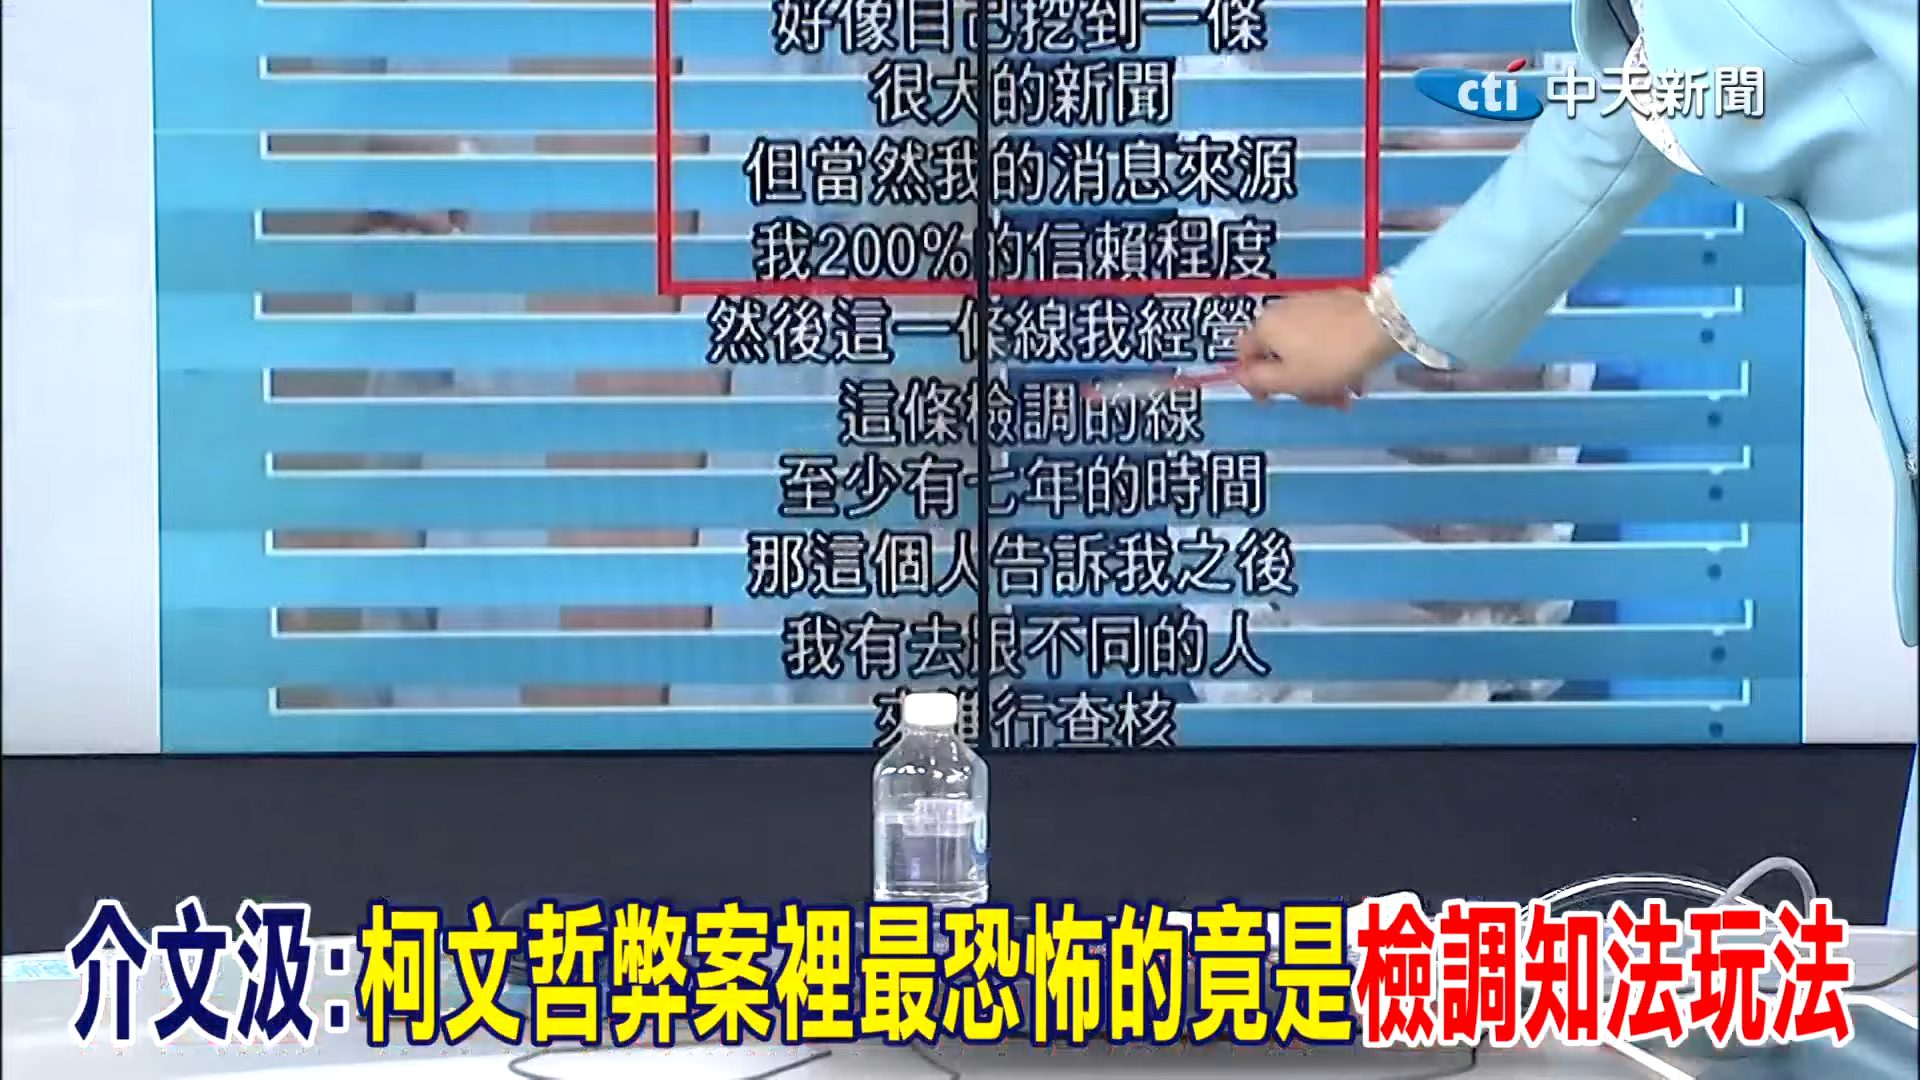 好像自己挖到一條
很大的新聞
cti 中天新聞
但當然我的消息來源
我200%的信賴程度
然後這一條線我經營
這條檢調的線
至少有七年的時間
那這個人告訴我之後
我有去跟不同的人
來進行查核
介文汲:柯文哲弊案裡最恐怖的竟是檢調知法玩法